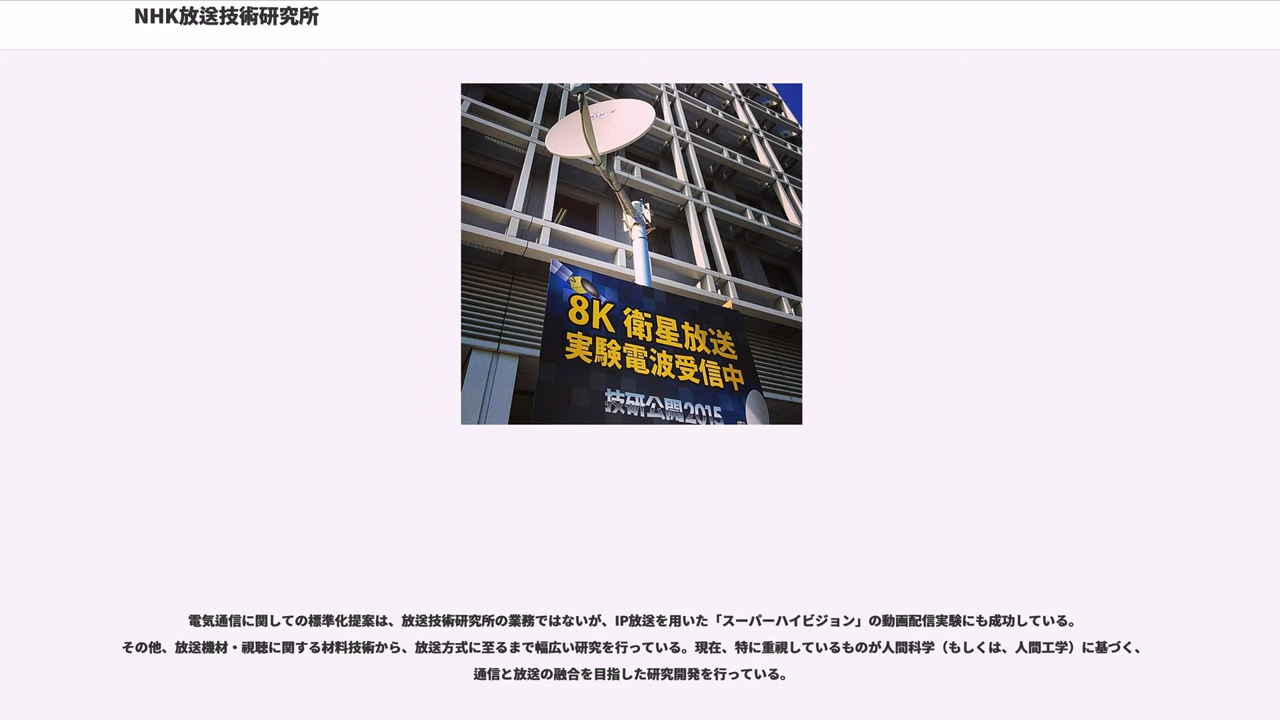 NHK放送技術研究所
8K 衛星放送
実験電波受信中
技研公開2015
電気通信に関しての標準化提案は、放送技術研究所の業務ではないが、IP放送を用いた「スーパーハイビジョン」の動画配信実験にも成功している。
その他、放送機材・視聴に関する材料技術から、放送方式に至るまで幅広い研究を行っている。現在、特に重視しているものが人間科学（もしくは、人間工学）に基づく、
通信と放送の融合を目指した研究開発を行っている。